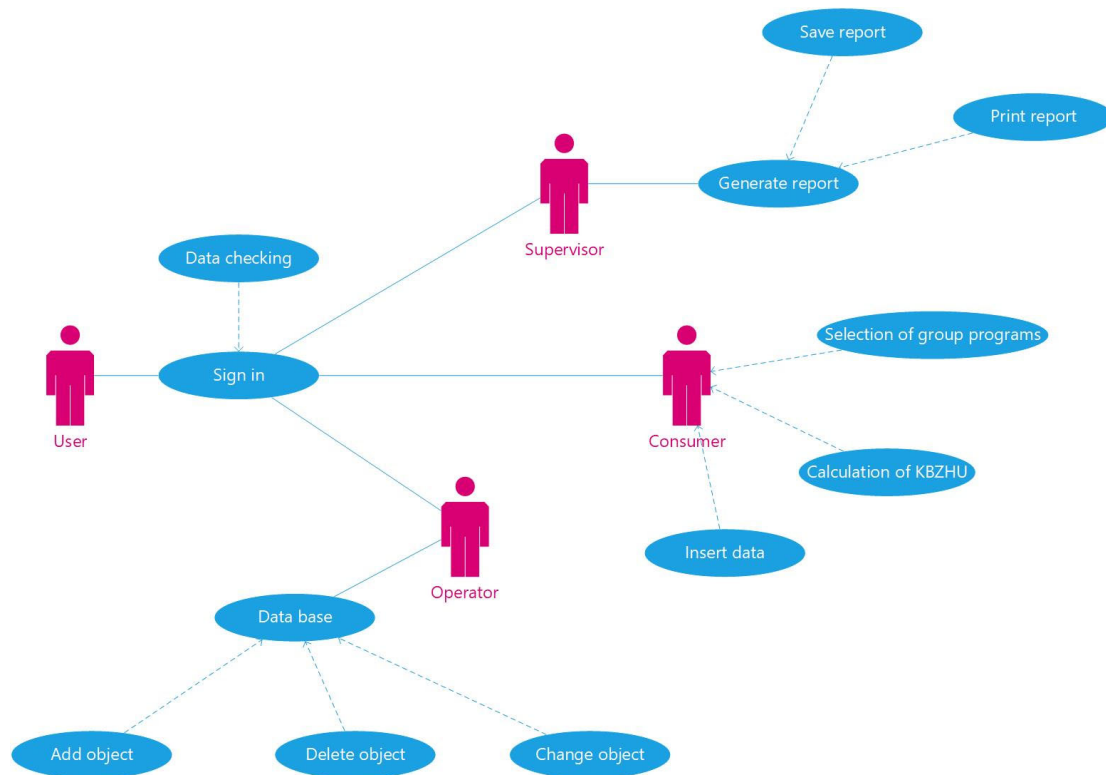 Save report
Print report
Generate report
Supervisor
Data checking
Selection of group programs
Sign in
User
Consumer
Calculation of KBZHU
Insert data
Operator
Data base
Add object
Delete object
Change object